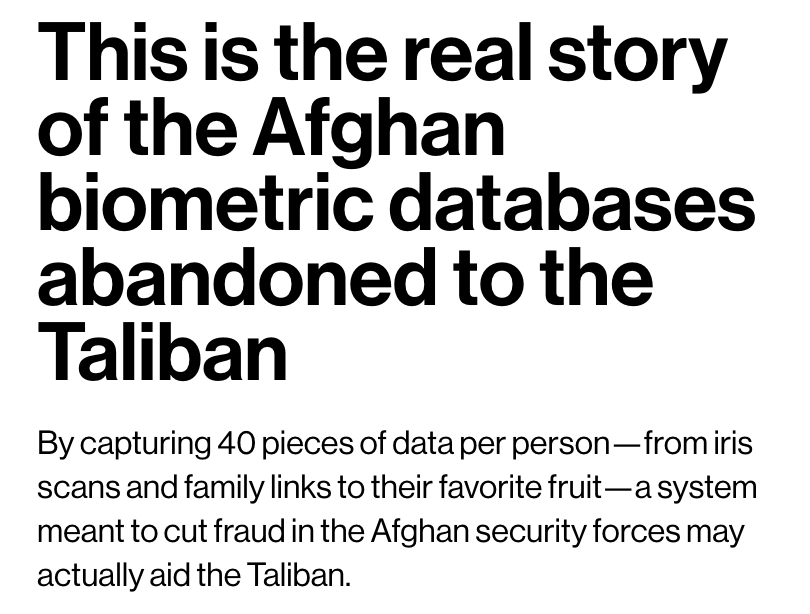 This is the real story
of the Afghan
biometric databases
abandoned to the
Taliban
By capturing 40 pieces of data per person—from iris
scans and family links to their favorite fruit—a system
meant to cut fraud in the Afghan security forces may
actually aid the Taliban.